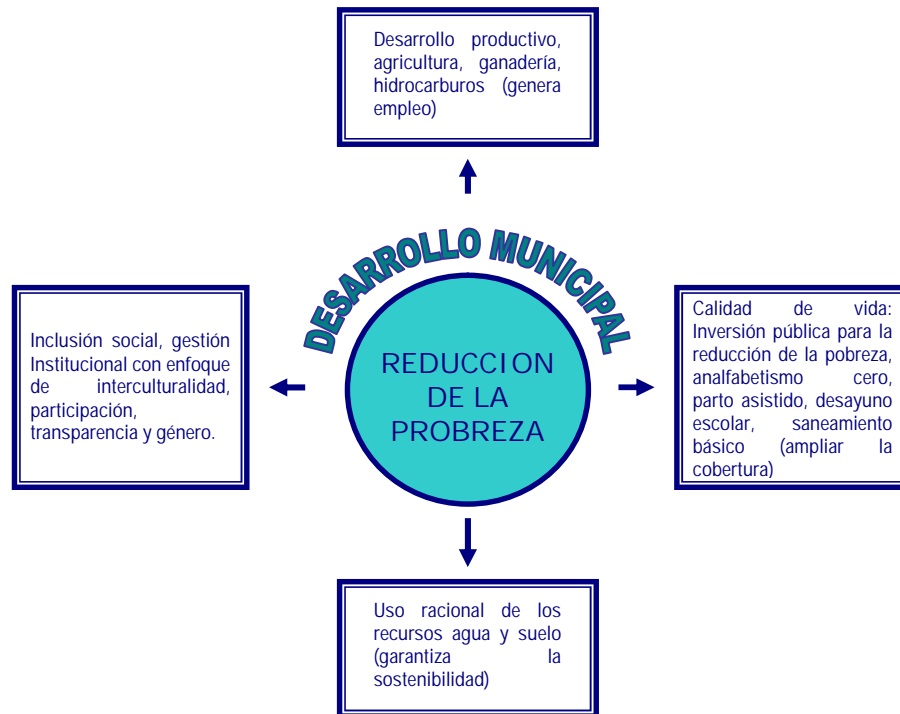 Desarrollo productivo,
agricultura, ganadería,
hidrocarburos (genera
empleo)
DESARROLLO MUNICIPAL
Inclusión social, gestión
Institucional con enfoque
de interculturalidad,
participación,
transparencia y género.
REDUCCION
DE LA
PROBREZA
Calidad de vida:
Inversión pública para la
reducción de la pobreza,
analfabetismo cero,
parto asistido, desayuno
escolar, saneamiento
básico (ampliar la
cobertura)
Uso racional de los
recursos agua y suelo
(garantiza la
sostenibilidad)